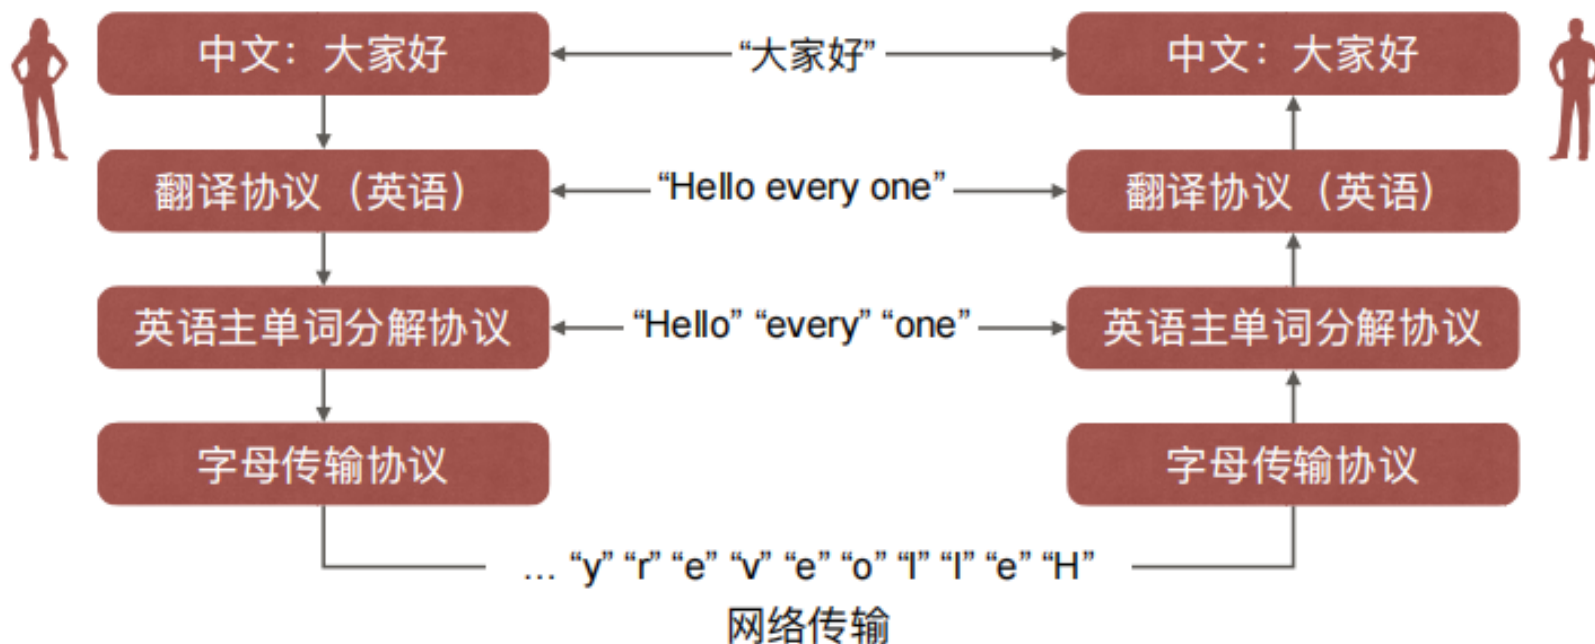 中文：大家好 “大家好” 中文：大家好
翻译协议（英语） “Hello every one” 翻译协议（英语)
英语主单词分解协议 “Hello” “every” “one” 英语主单词分解协议
字母传输协议 字母传输协议
... “y” “r” “e” “v” “e” “o” “l” “l” “e” “H”
网络传输